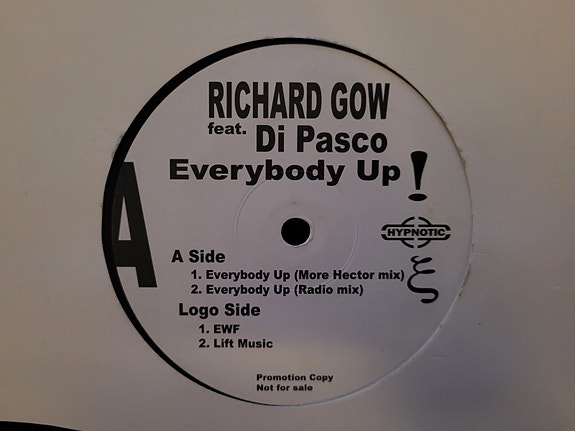 RICHARD GOW
feat. Di Pasco
Everybody Up !
A
HYPNOTIC
A Side
1. Everybody Up (More Hector mix)
2. Everybody Up (Radio mix)
Logo Side
1. EWF
2. Lift Music
Promotion Copy
Not for sale